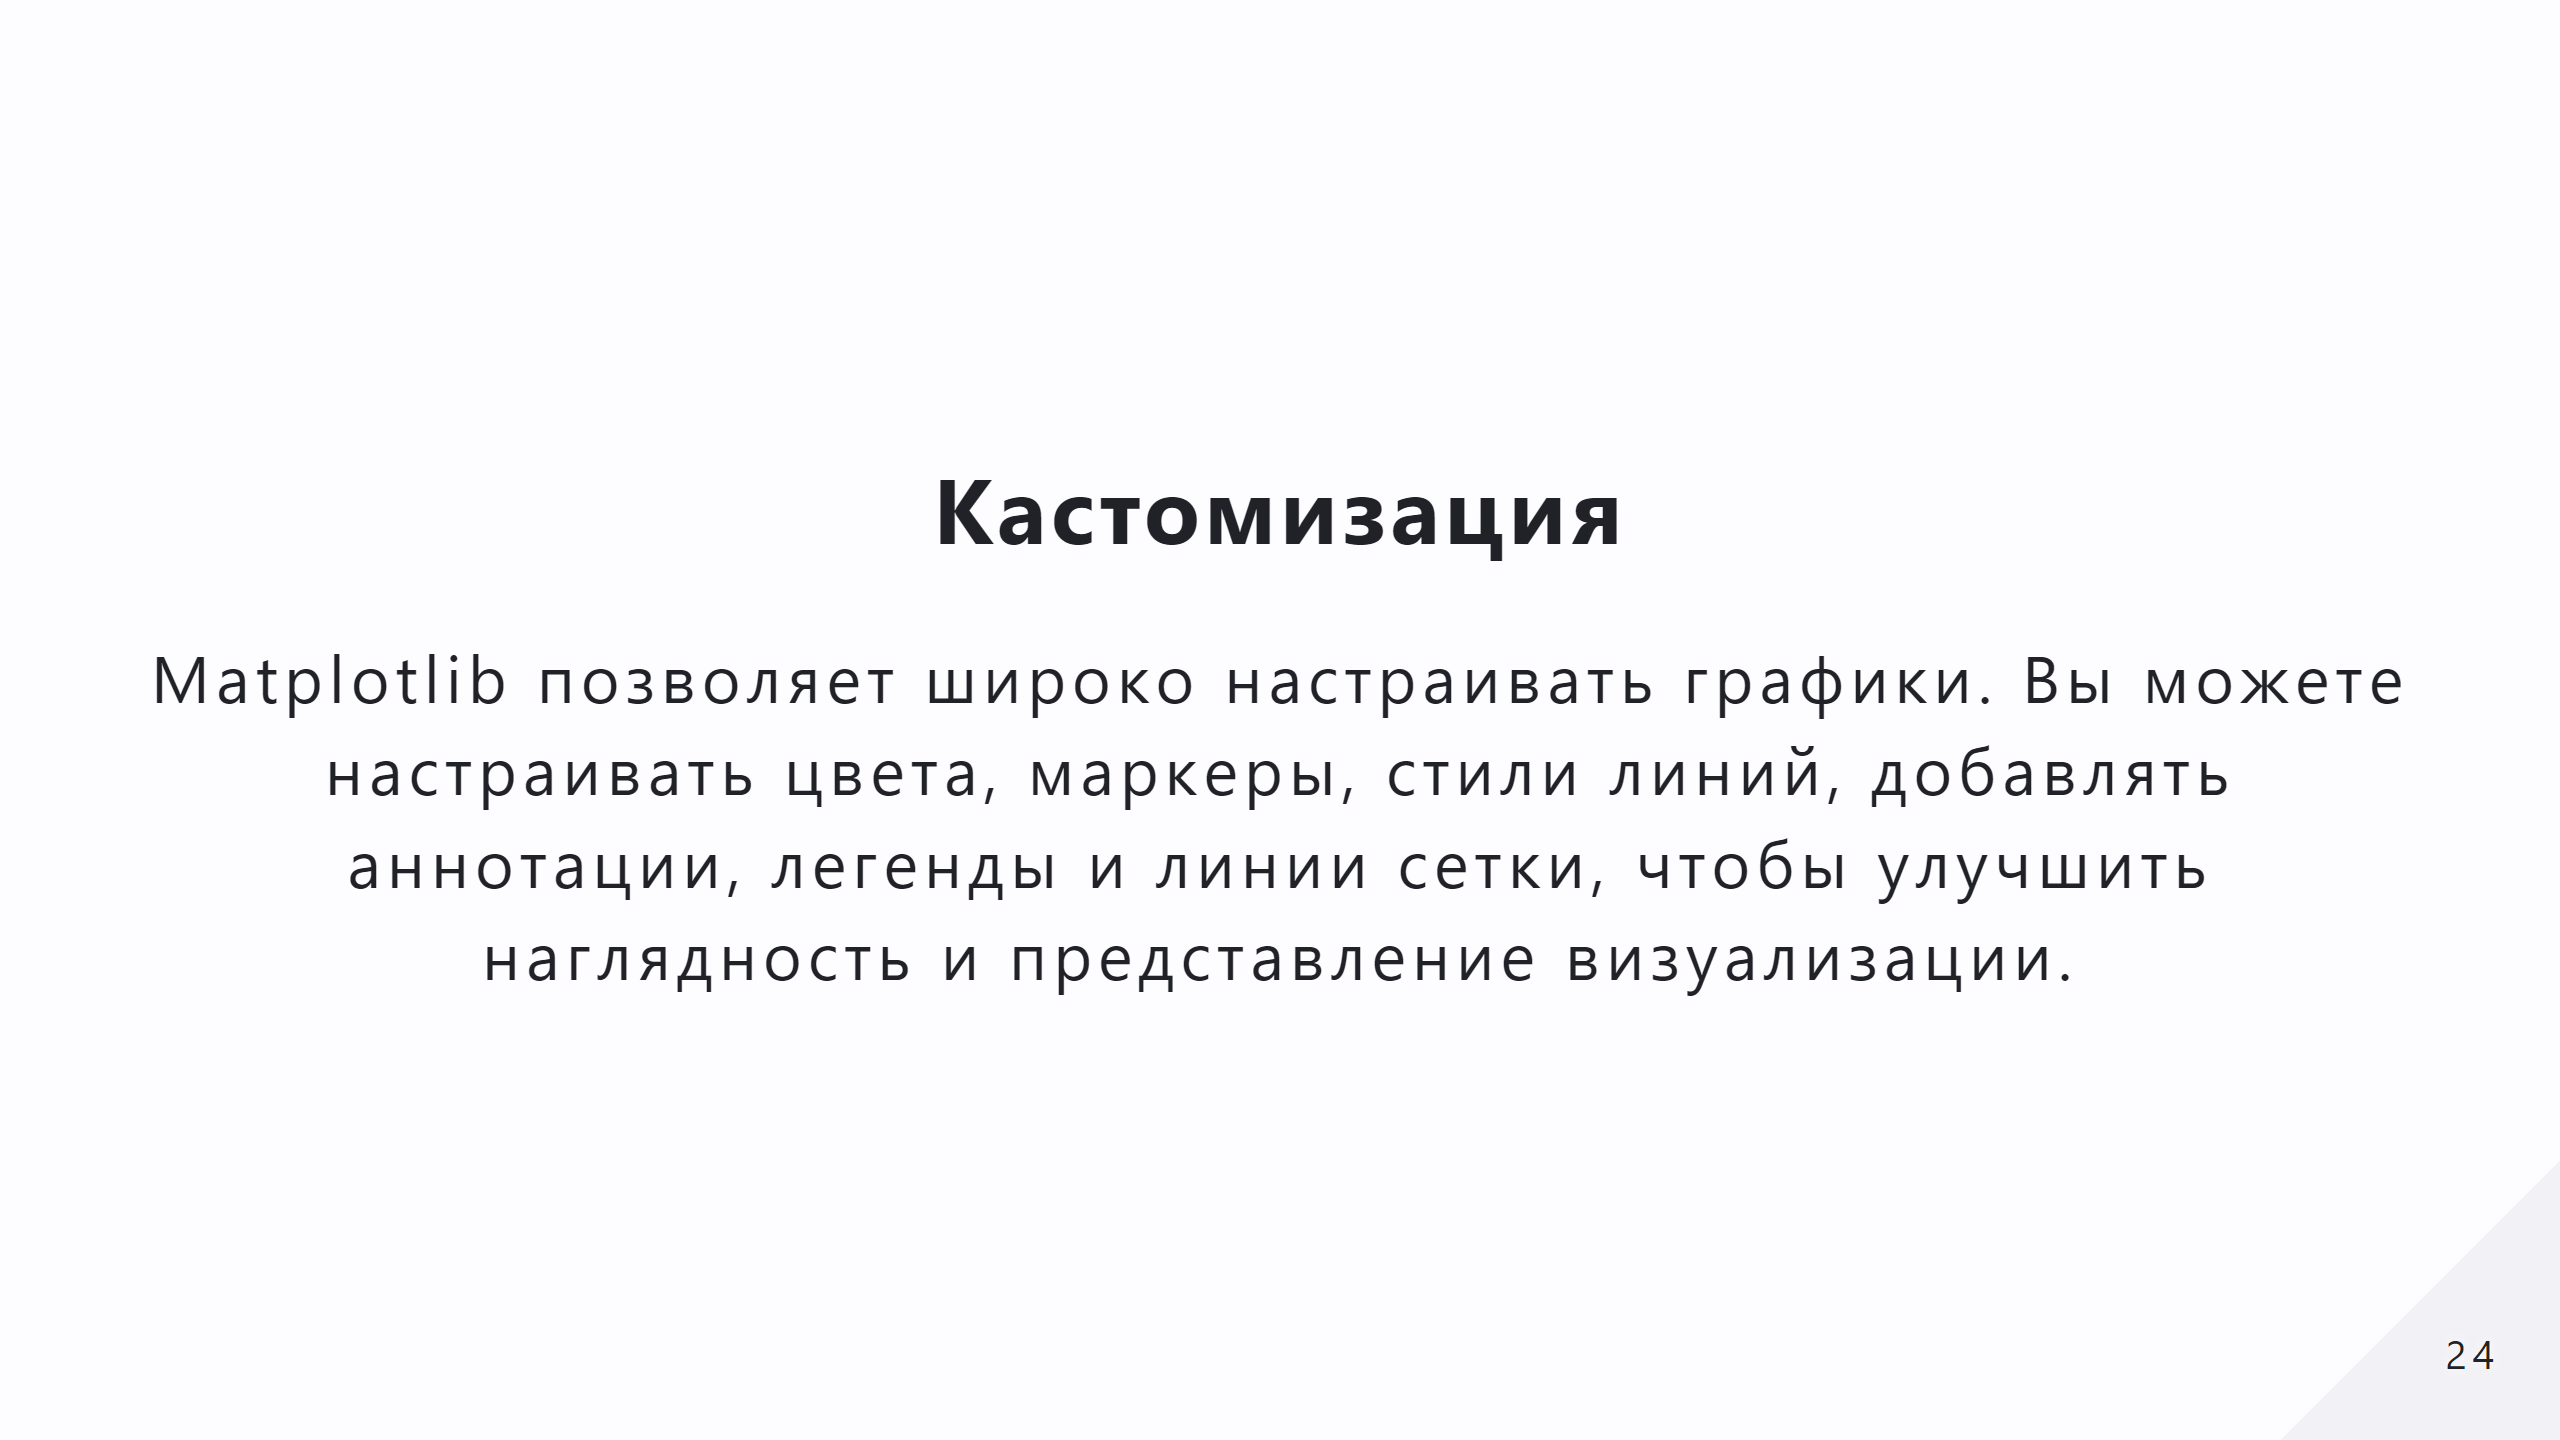 Кастомизация
Matplotlib позволяет широко настраивать графики. Вы можете
настраивать цвета, маркеры, стили линий, добавлять
аннотации, легенды и линии сетки, чтобы улучшить
наглядность и представление визуализации.
24